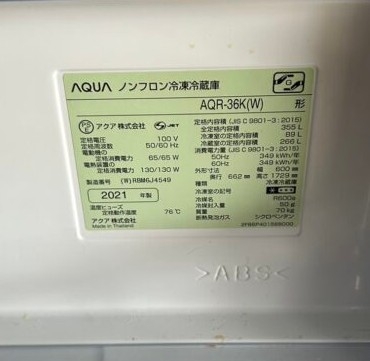 AQUA ノンフロン冷凍冷蔵庫
AQR-36K(W) 形
アクア株式会社 JET
定格電圧 100 V
定格周波数 50/60 Hz
電動機の
定格消費電力 65/65 W
電熱装置の
定格消費電力 130/130 W
製造番号 (W)RBM6J4549
2021 年製
温度ヒューズ
定格動作温度 76℃
アクア株式会社
Made in Thailand
定格内容積 (JIS C 9801-3:2015)
全定格内容積 355 L
冷凍室の定格内容積 89 L
冷蔵室の定格内容積 266 L
消費電力量 (JIS C 9801-3:2015)
50Hz 349 kWh/年
60Hz 349 kWh/年
外形寸法 幅 600 mm
奥行 662 mm 高さ 1729 mm
種類 冷凍冷蔵庫
冷凍室の記号
冷媒名 R600a
冷媒封入量 50 g
質量 70 kg
断熱発泡ガス シクロペンタン
>ABS<